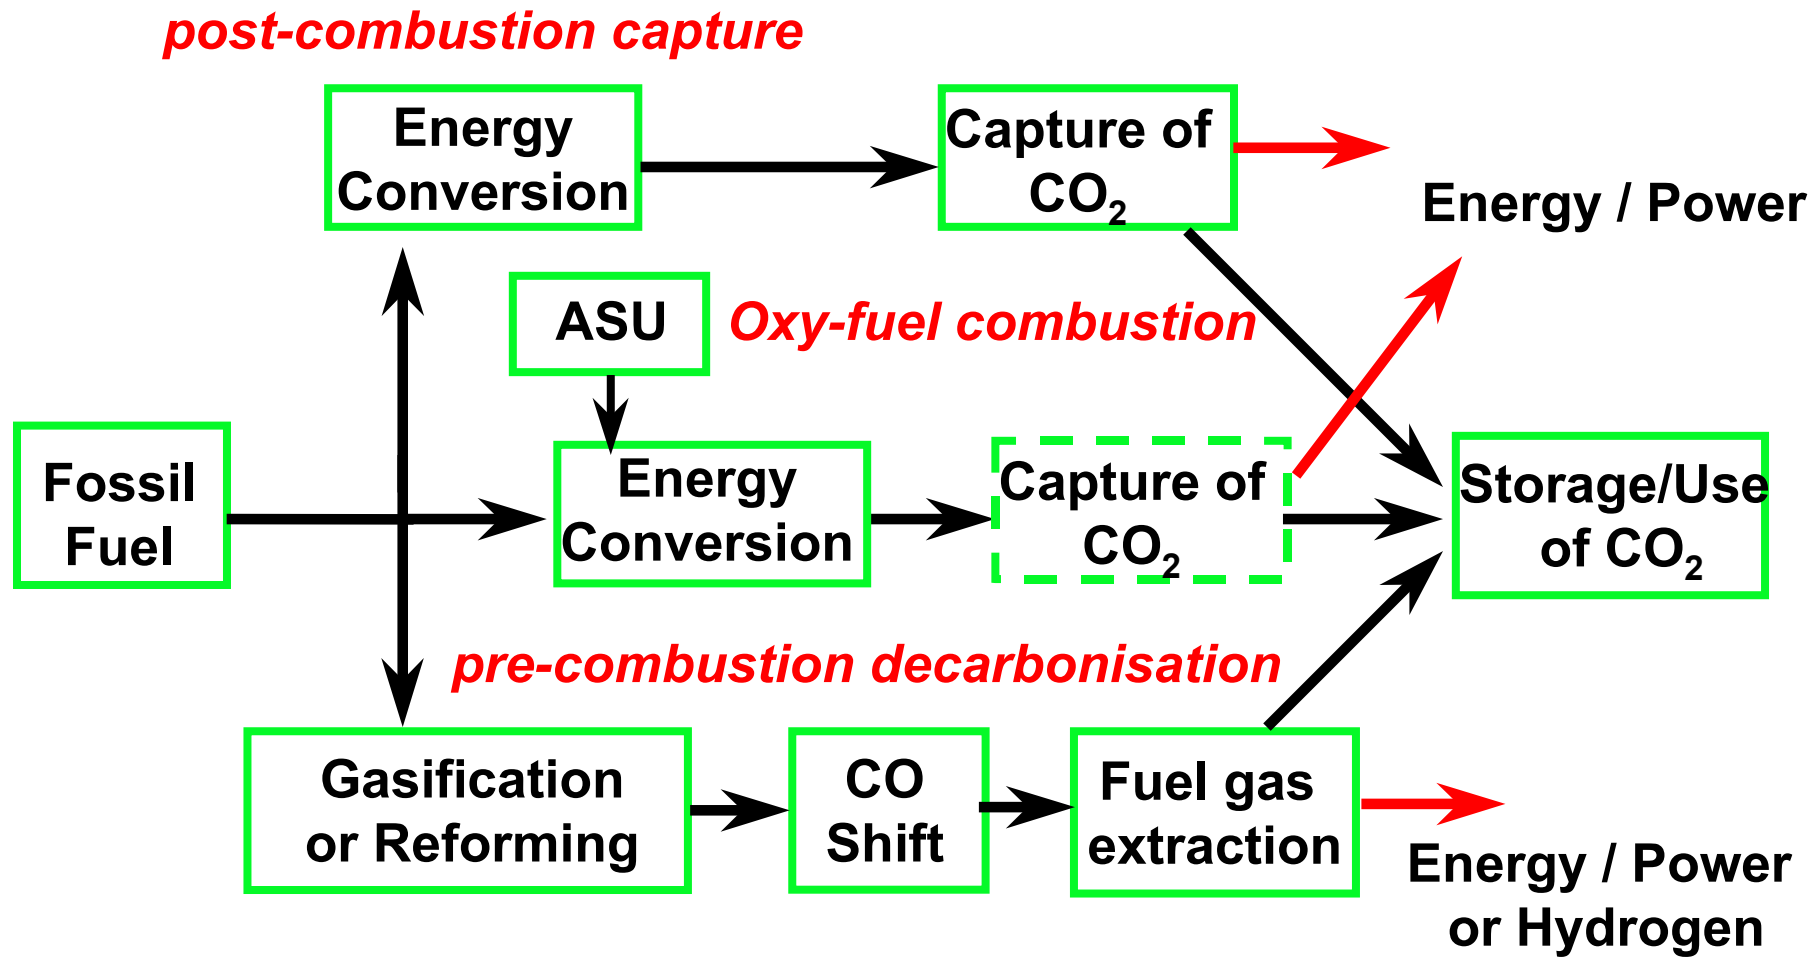 post-combustion capture
Energy
Conversion
Capture of
CO₂
Energy / Power
ASU
Oxy-fuel combustion
Fossil
Fuel
Energy
Conversion
Capture of
CO₂
Storage/Use
of CO₂
pre-combustion decarbonisation
Gasification
or Reforming
CO
Shift
Fuel gas
extraction
Energy / Power
or Hydrogen